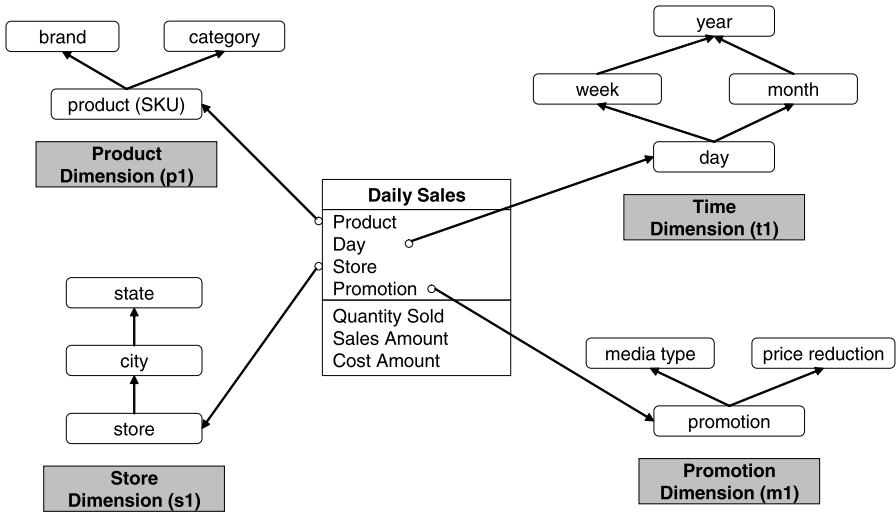 brand
category
product (SKU)
Product
Dimension (p1)
year
week
month
day
Time
Dimension (t1)
Daily Sales
Product
Day
Store
Promotion
Quantity Sold
Sales Amount
Cost Amount
state
city
store
Store
Dimension (s1)
media type
price reduction
promotion
Promotion
Dimension (m1)